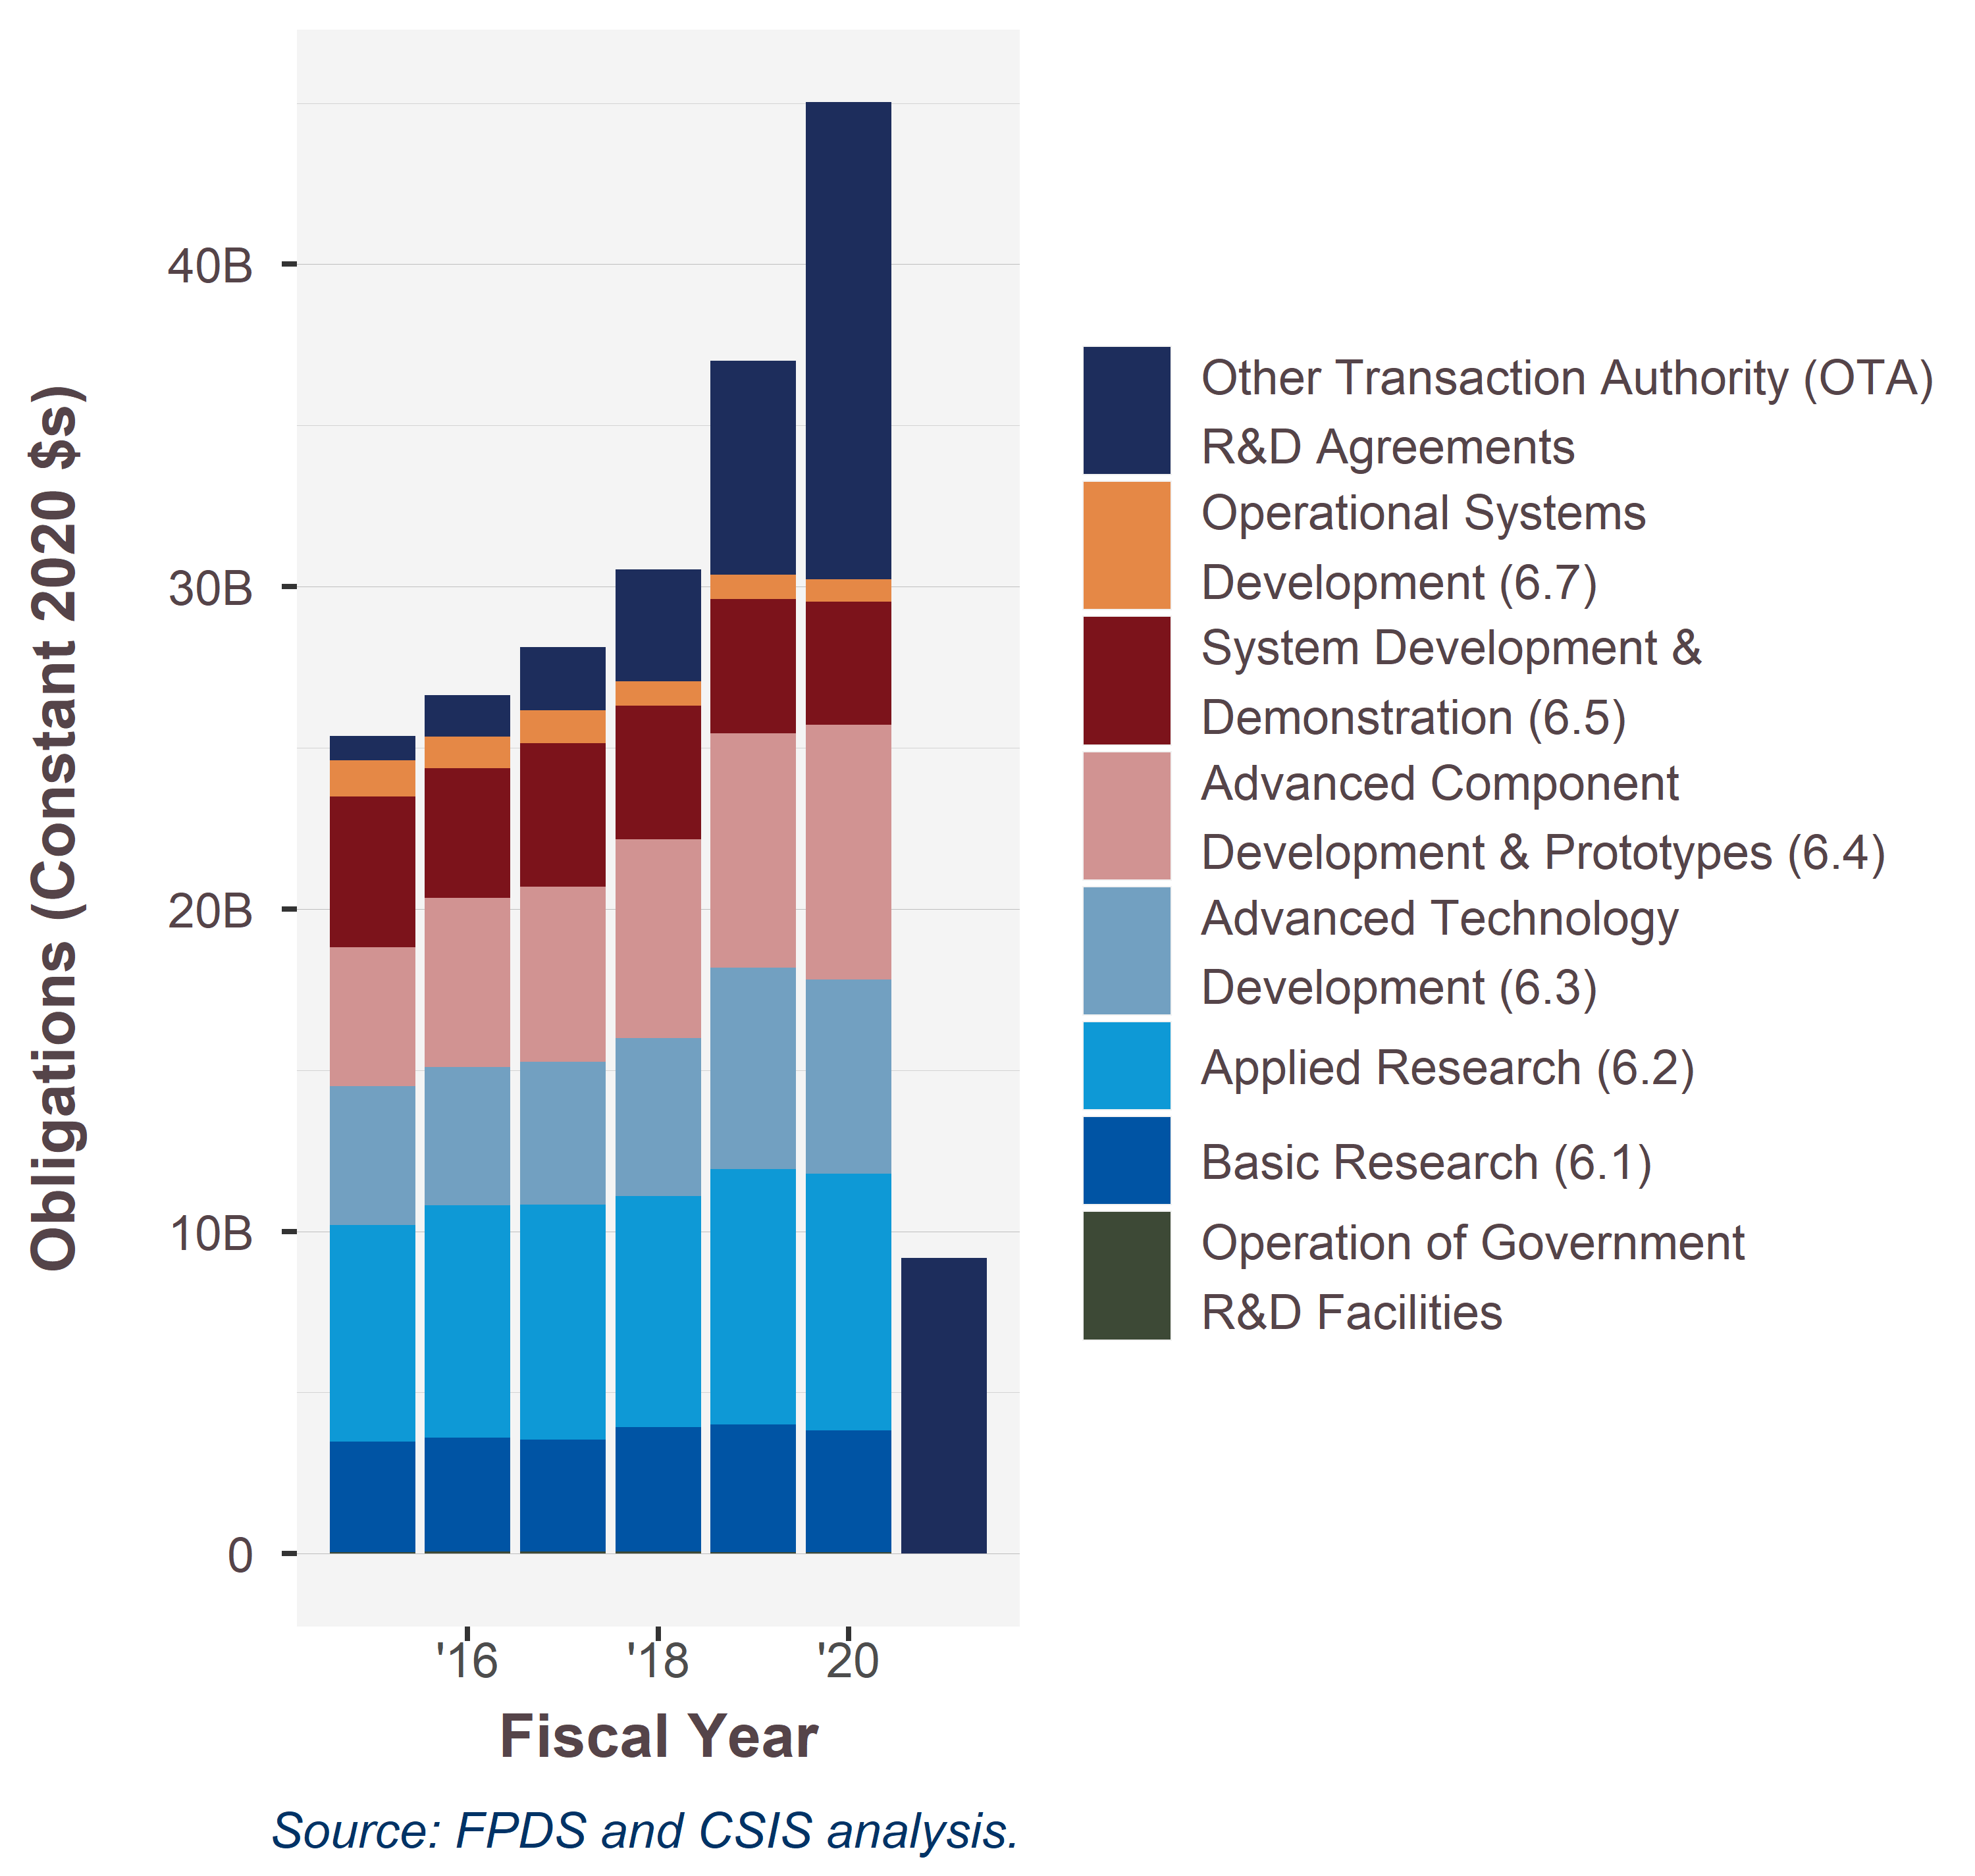 Obligations (Constant 2020 $s)
40B
30B
20B
10B
0
'16
'18
'20
Fiscal Year
Other Transaction Authority (OTA)
R&D Agreements
Operational Systems
Development (6.7)
System Development &
Demonstration (6.5)
Advanced Component
Development & Prototypes (6.4)
Advanced Technology
Development (6.3)
Applied Research (6.2)
Basic Research (6.1)
Operation of Government
R&D Facilities
Source: FPDS and CSIS analysis.